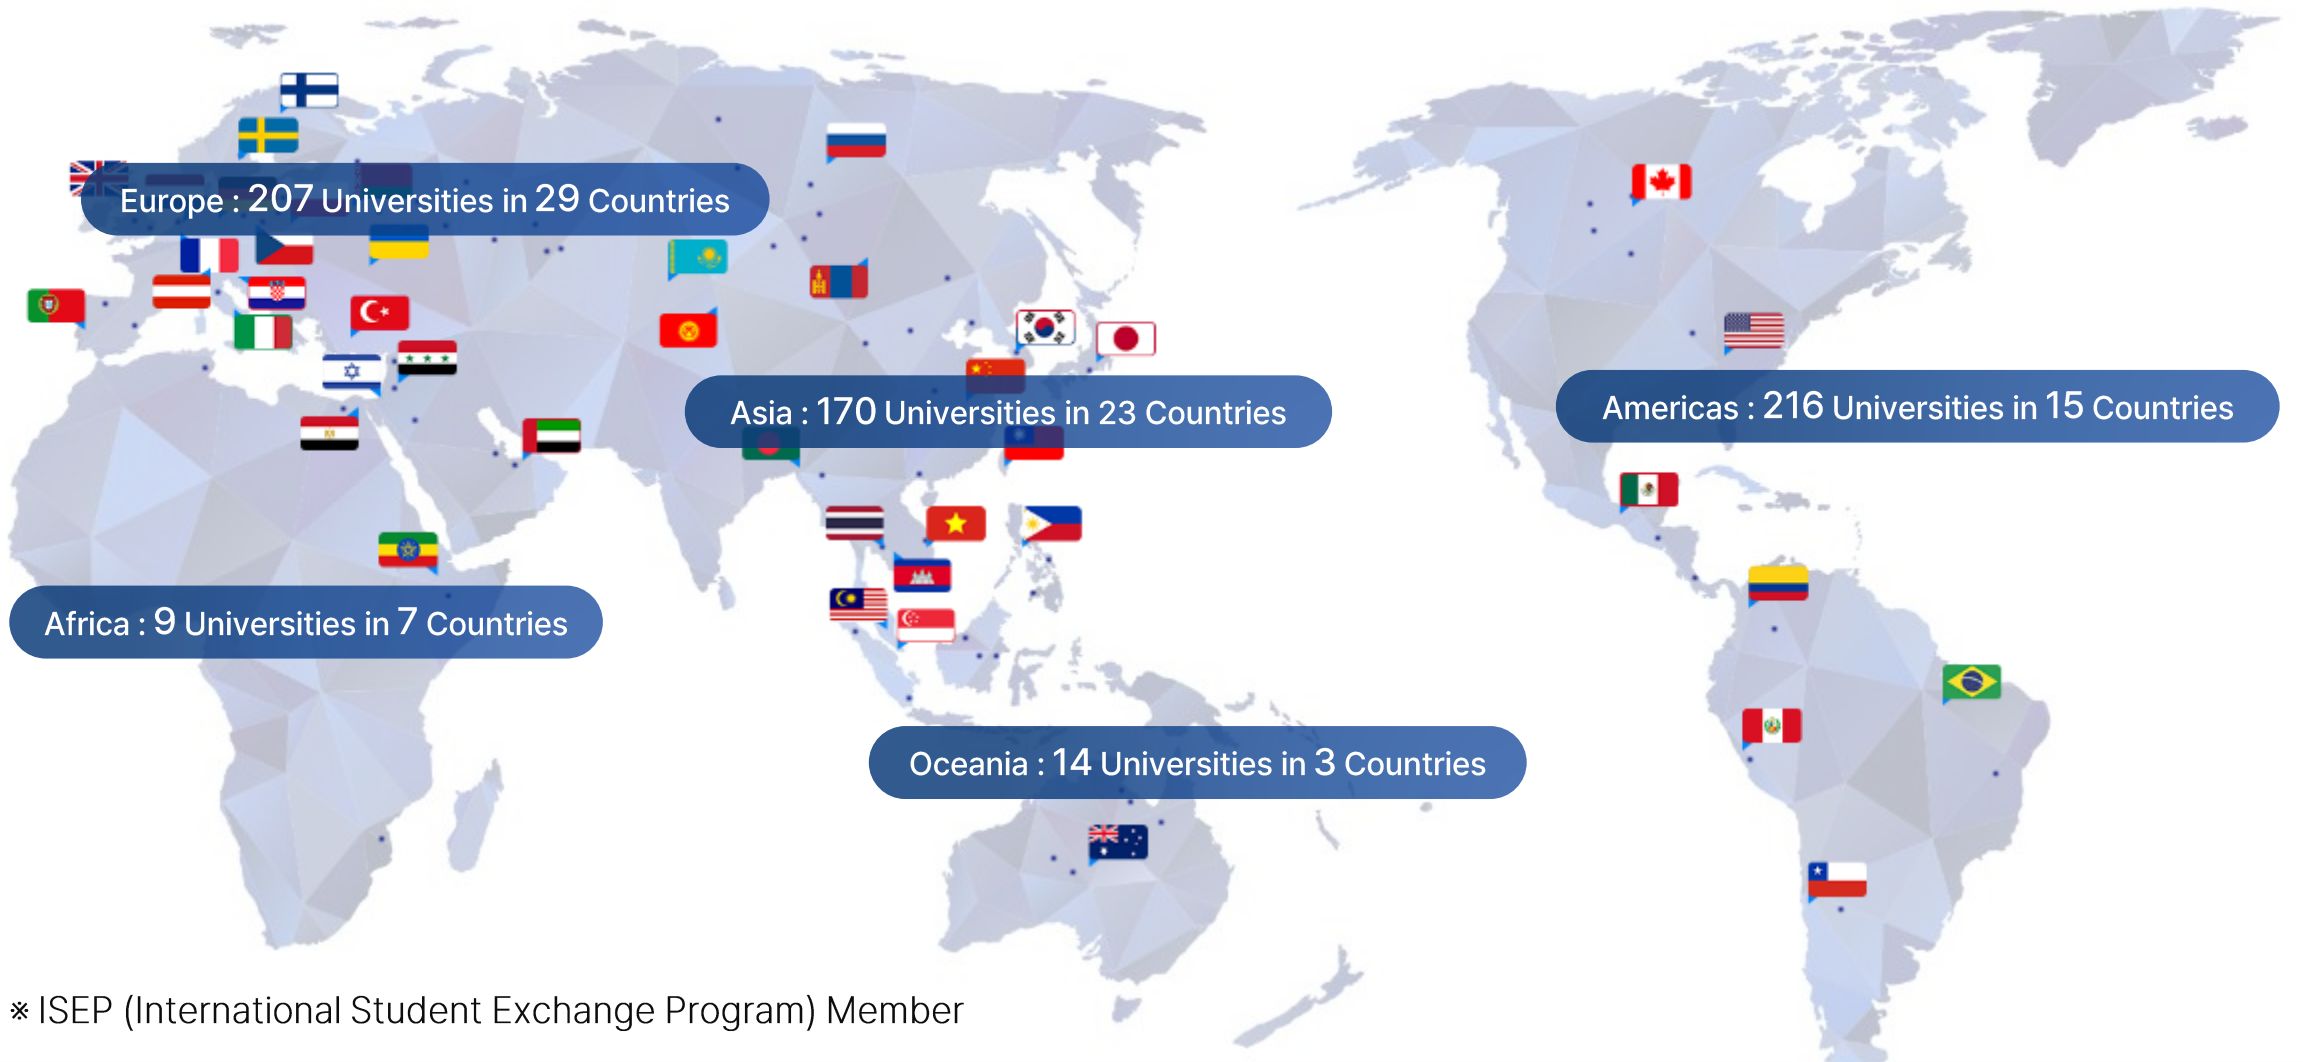 Europe : 207 Universities in 29 Countries
Asia : 170 Universities in 23 Countries
Americas : 216 Universities in 15 Countries
Africa : 9 Universities in 7 Countries
Oceania : 14 Universities in 3 Countries
※ ISEP (International Student Exchange Program) Member